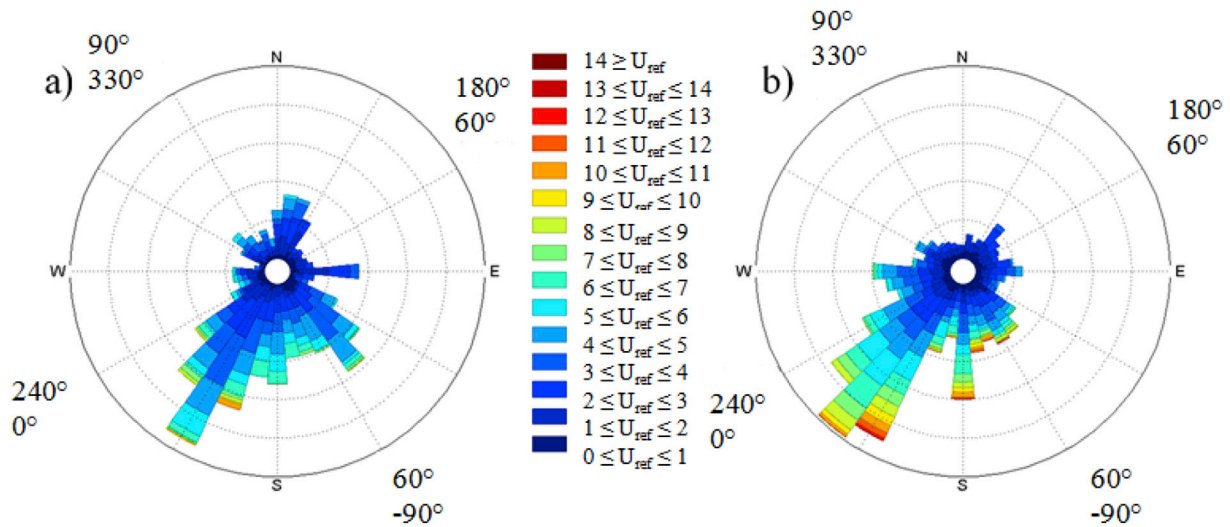 a)
90°
330°
N
180°
60°
W
E
240°
0°
S
60°
-90°
14 ≥ Uref
13 ≤ Uref ≤ 14
12 ≤ Uref ≤ 13
11 ≤ Uref ≤ 12
10 ≤ Uref ≤ 11
9 ≤ Uref ≤ 10
8 ≤ Uref ≤ 9
7 ≤ Uref ≤ 8
6 ≤ Uref ≤ 7
5 ≤ Uref ≤ 6
4 ≤ Uref ≤ 5
3 ≤ Uref ≤ 4
2 ≤ Uref ≤ 3
1 ≤ Uref ≤ 2
0 ≤ Uref ≤ 1
b)
90°
330°
N
180°
60°
W
E
240°
0°
S
60°
-90°